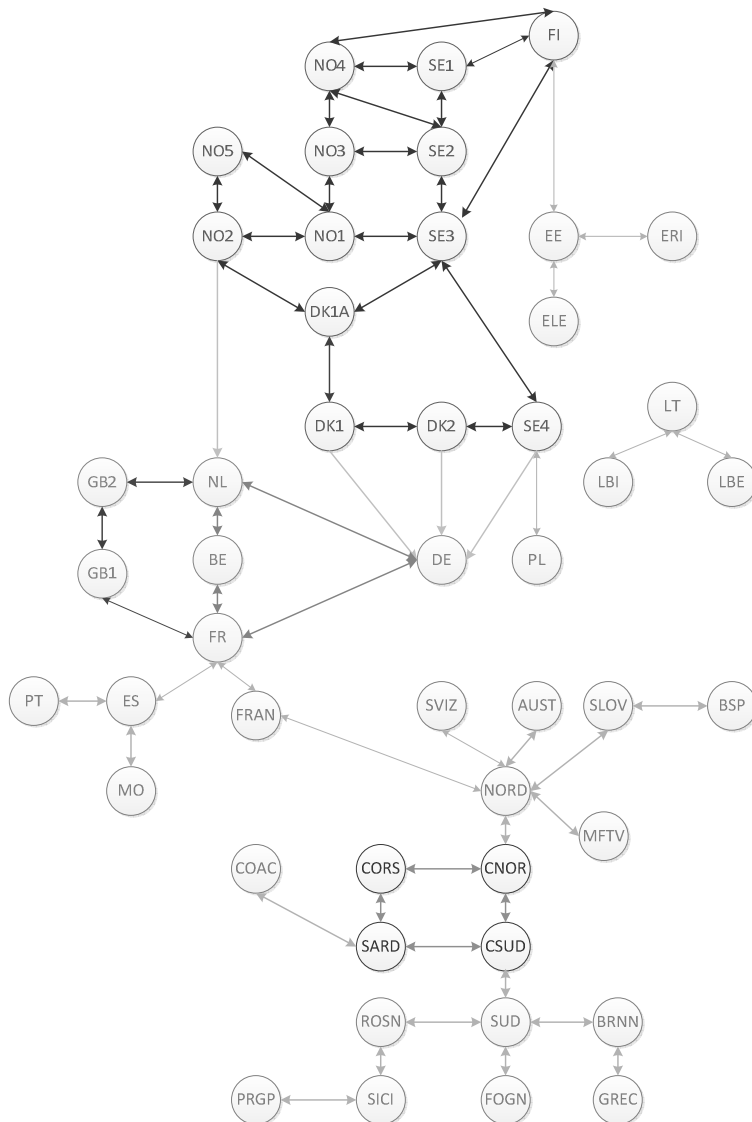 FI
NO4 SE1
NO5 NO3 SE2
NO2 NO1 SE3 EE ERI
DK1A ELE
LT
DK1 DK2 SE4
GB2 NL LBI LBE
GB1 BE DE PL
FR
PT ES FRAN SVIZ AUST SLOV BSP
MO NORD
MFTV
COAC CORS CNOR
SARD CSUD
ROSN SUD BRNN
PRGP SICI FOGN GREC